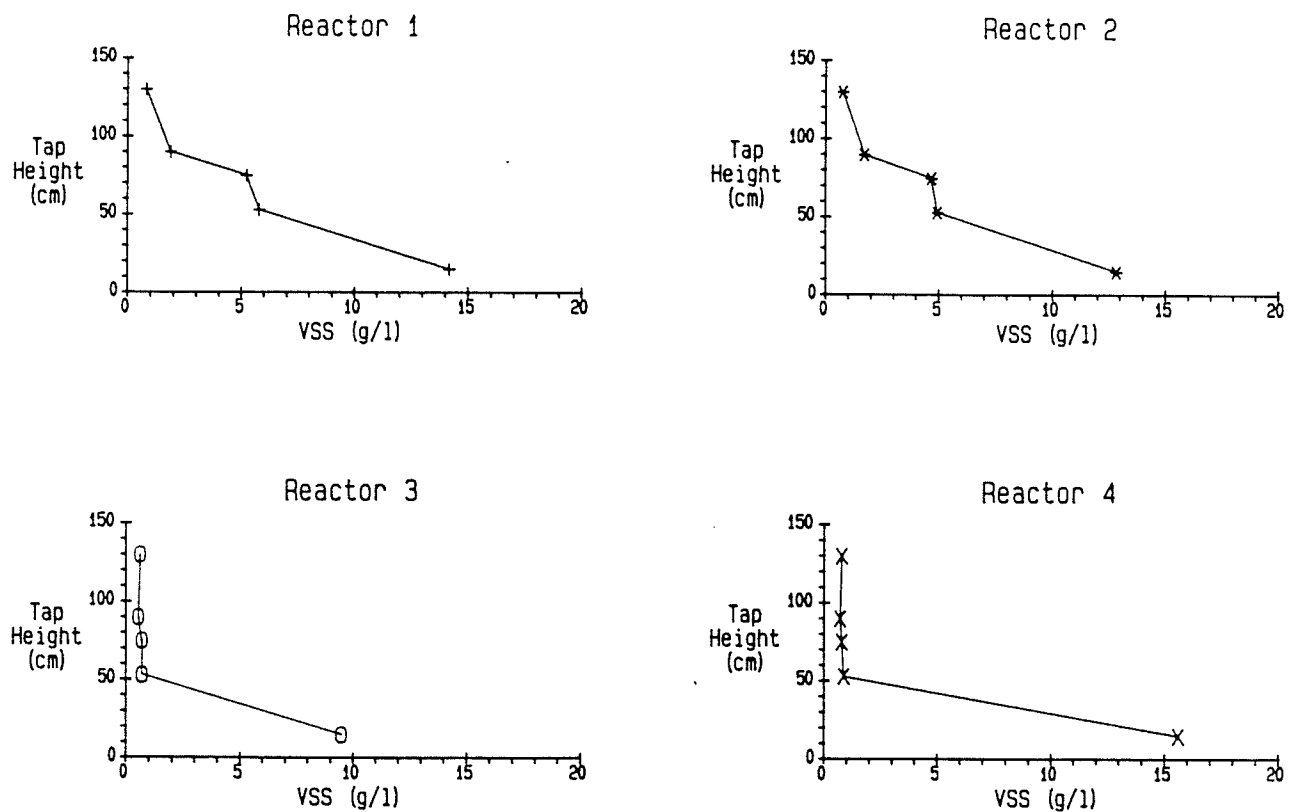 Reactor 1
150
100
50
0
Tap
Height
(cm)
0 5 10 15 20
VSS (g/l)
Reactor 2
150
100
50
0
Tap
Height
(cm)
0 5 10 15 20
VSS (g/l)
Reactor 3
150
100
50
0
Tap
Height
(cm)
0 5 10 15 20
VSS (g/l)
Reactor 4
150
100
50
0
Tap
Height
(cm)
0 5 10 15 20
VSS (g/l)